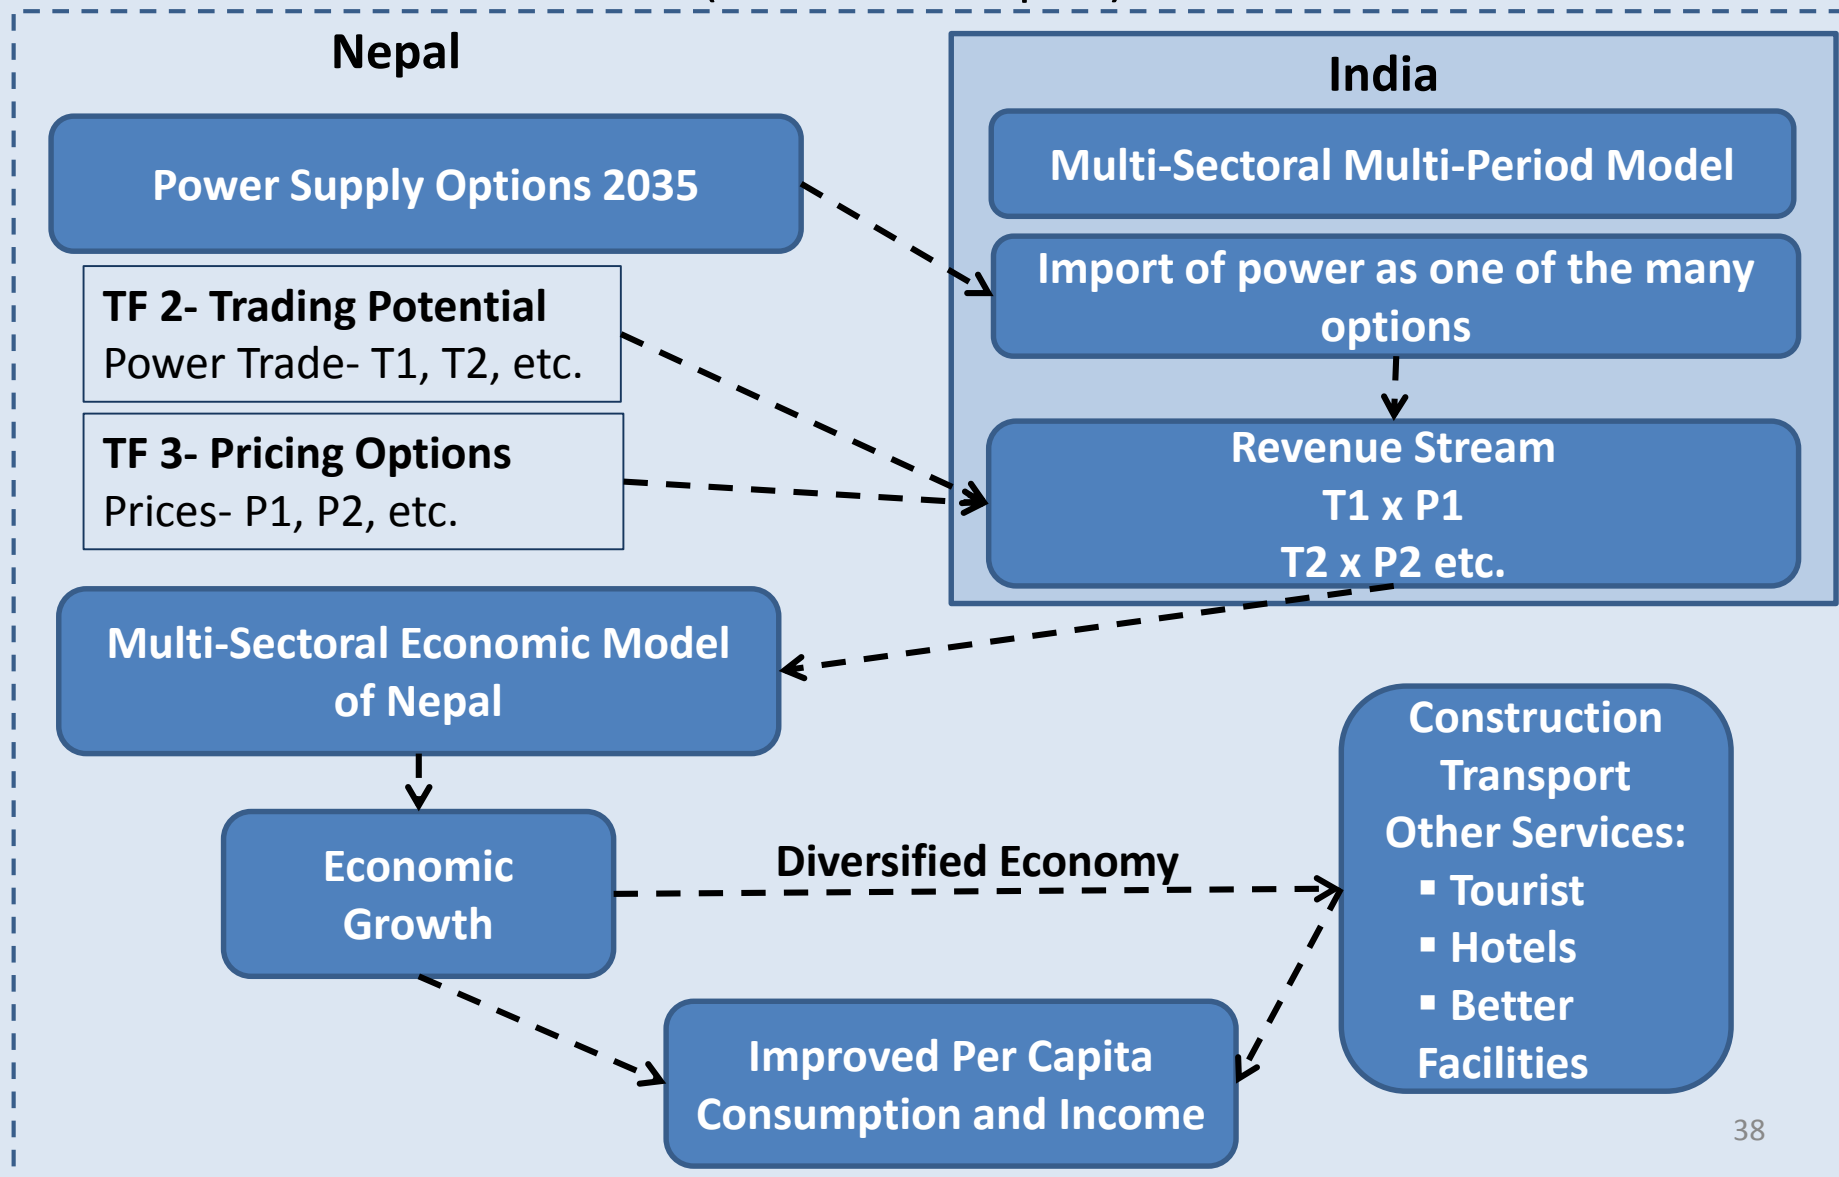 Nepal
India
Power Supply Options 2035
Multi-Sectoral Multi-Period Model
Import of power as one of the many
options
TF 2- Trading Potential
Power Trade- T1, T2, etc.
TF 3- Pricing Options
Prices- P1, P2, etc.
Revenue Stream
T1 x P1
T2 x P2 etc.
Multi-Sectoral Economic Model
of Nepal
Economic
Growth
Diversified Economy
Construction
Transport
Other Services:
▪ Tourist
▪ Hotels
▪ Better
Facilities
Improved Per Capita
Consumption and Income
38